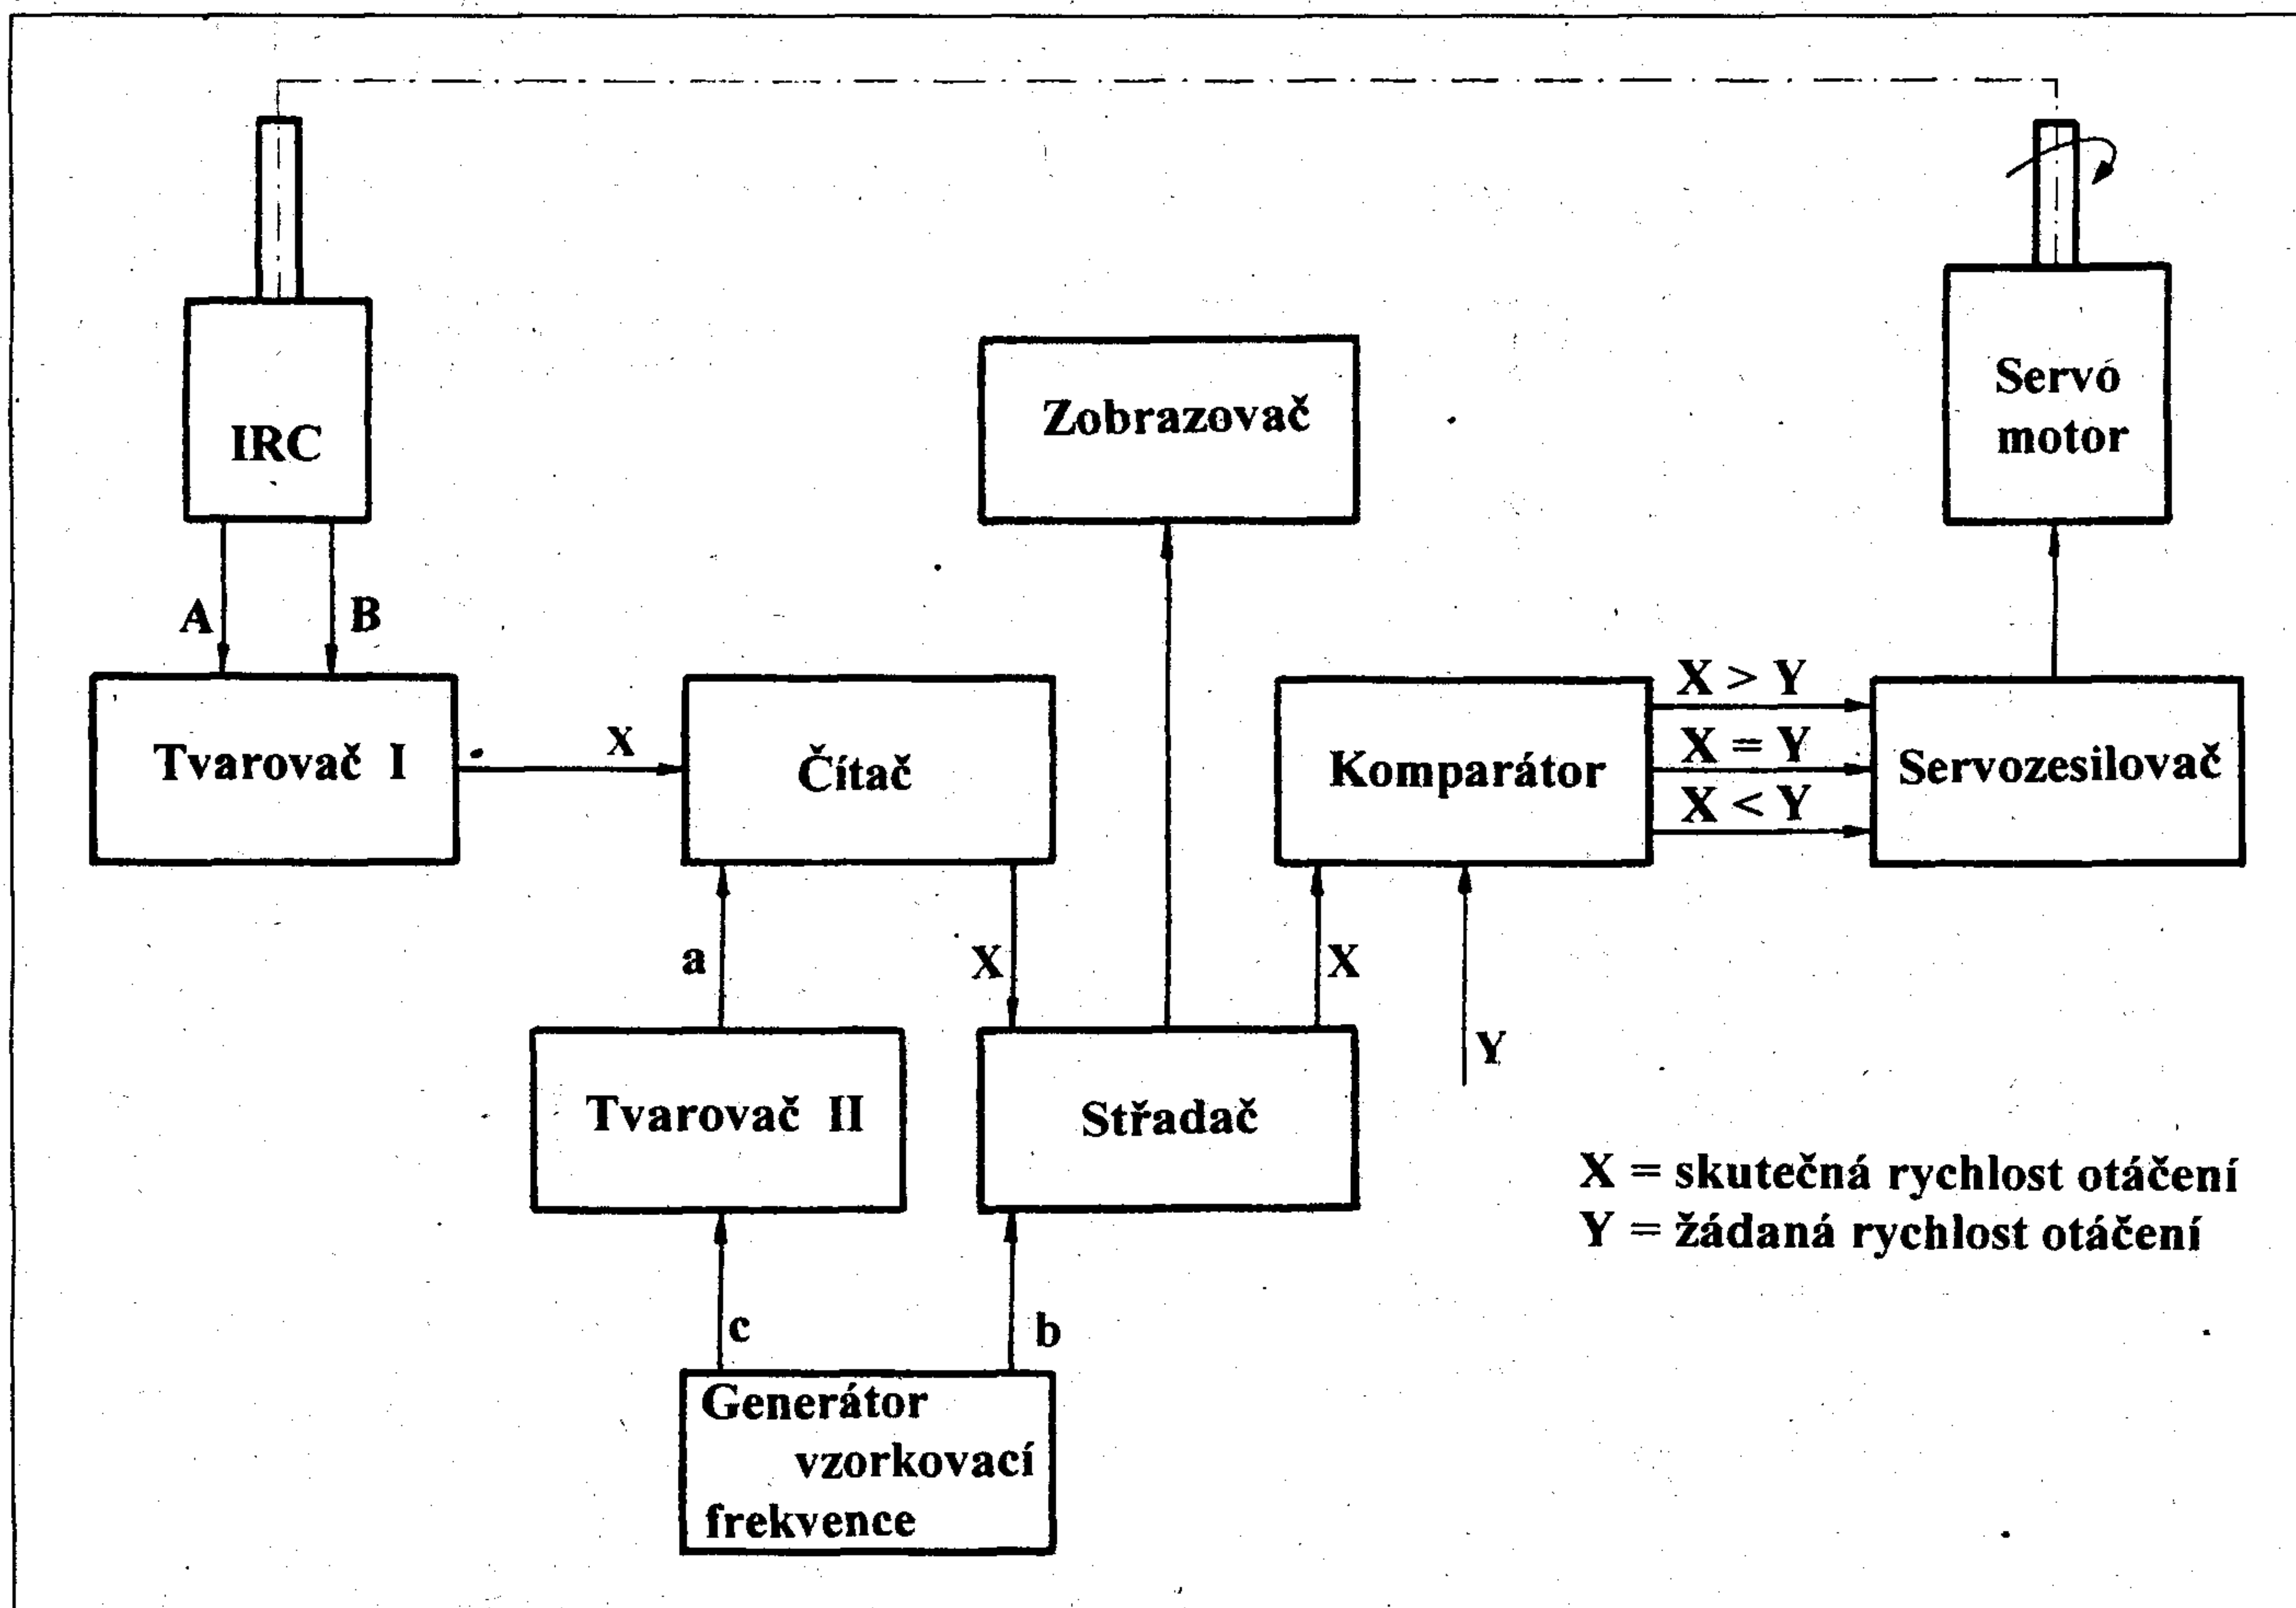 IRC
A
B
Zobrazovač
Servo
motor
Tvarovač I
X
Čítač
Komparátor
X > Y
X = Y
X < Y
Servozesilovač
a
X
X
Y
Tvarovač II
Střadač
X = skutečná rychlost otáčení
Y = žádaná rychlost otáčení
c
b
Generátor
vzorkovací
frekvence